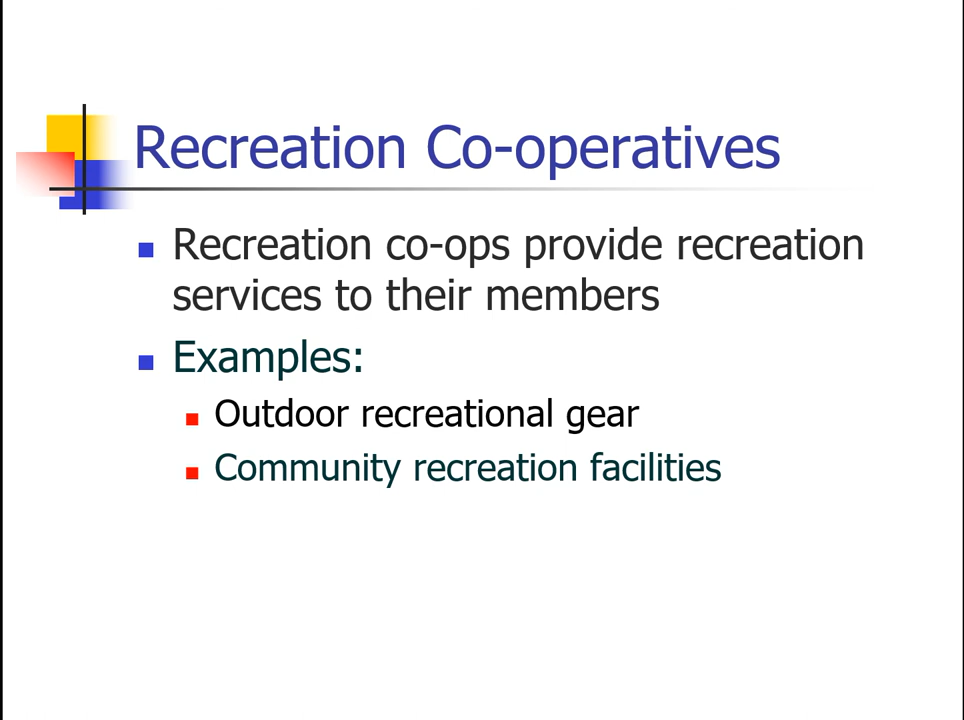 Recreation Co-operatives
Recreation co-ops provide recreation
services to their members
Examples:
Outdoor recreational gear
Community recreation facilities